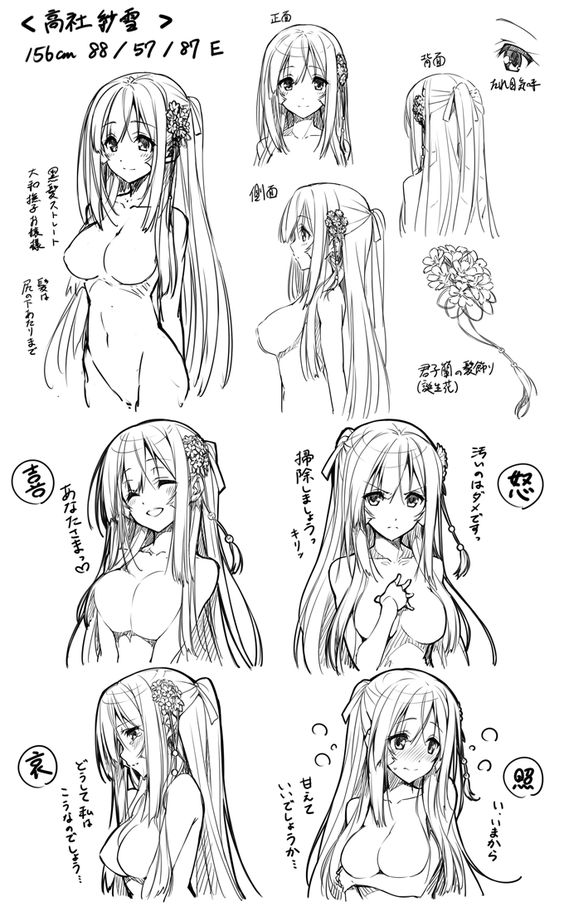 <高社 紗雪>
156cm 88/57/87 E
正面
背面
たれ目気味
側面
黒髪ストレート
大和撫子お嬢様
髪は
尻の下あたりまで
君子蘭の髪飾り
(誕生花)
喜
あなたさまっ♡
怒
汚いのはダメですっ
掃除しましょうっ
キリッ
哀
どうして私は
こうなのでしょう…
照
い、いまから
甘えて
いいでしょうか…